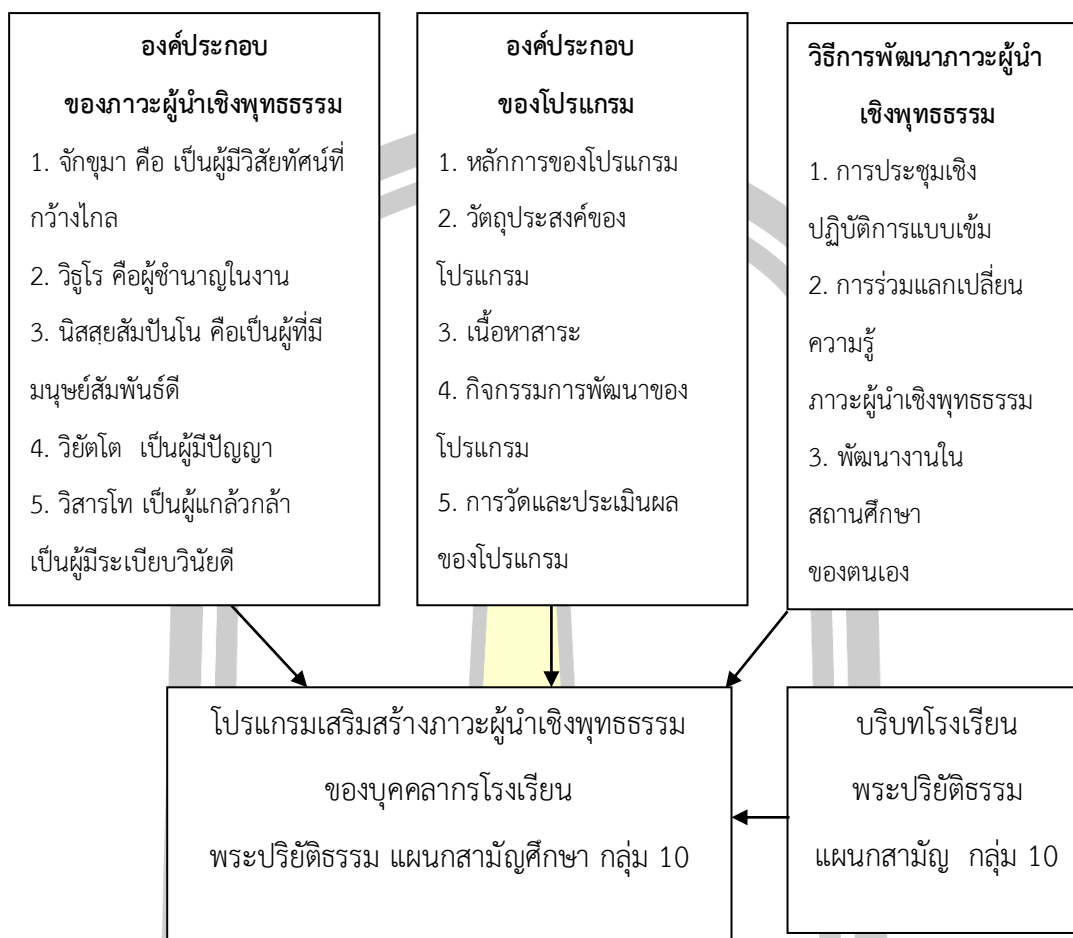 องค์ประกอบ
ของภาวะผู้นำเชิงพุทธธรรม
1. จักขุมา คือ เป็นผู้มีวิสัยทัศน์ที่
กว้างไกล
2. วิธูโร คือผู้ชำนาญในงาน
3. นิสสฺยสัมปันโน คือเป็นผู้ที่มี
มนุษย์สัมพันธ์ดี
4. วิยัตโต เป็นผู้มีปัญญา
5. วิสารโท เป็นผู้แกล้วกล้า
เป็นผู้มีระเบียบวินัยดี
องค์ประกอบ
ของโปรแกรม
1. หลักการของโปรแกรม
2. วัตถุประสงค์ของ
โปรแกรม
3. เนื้อหาสาระ
4. กิจกรรมการพัฒนาของ
โปรแกรม
5. การวัดและประเมินผล
ของโปรแกรม
วิธีการพัฒนาภาวะผู้นำ
เชิงพุทธธรรม
1. การประชุมเชิง
ปฏิบัติการแบบเข้ม
2. การร่วมแลกเปลี่ยน
ความรู้
ภาวะผู้นำเชิงพุทธธรรม
3. พัฒนางานใน
สถานศึกษา
ของตนเอง
โปรแกรมเสริมสร้างภาวะผู้นำเชิงพุทธธรรม
ของบุคคลากรโรงเรียน
พระปริยัติธรรม แผนกสามัญศึกษา กลุ่ม 10
บริบทโรงเรียน
พระปริยัติธรรม
แผนกสามัญ กลุ่ม 10